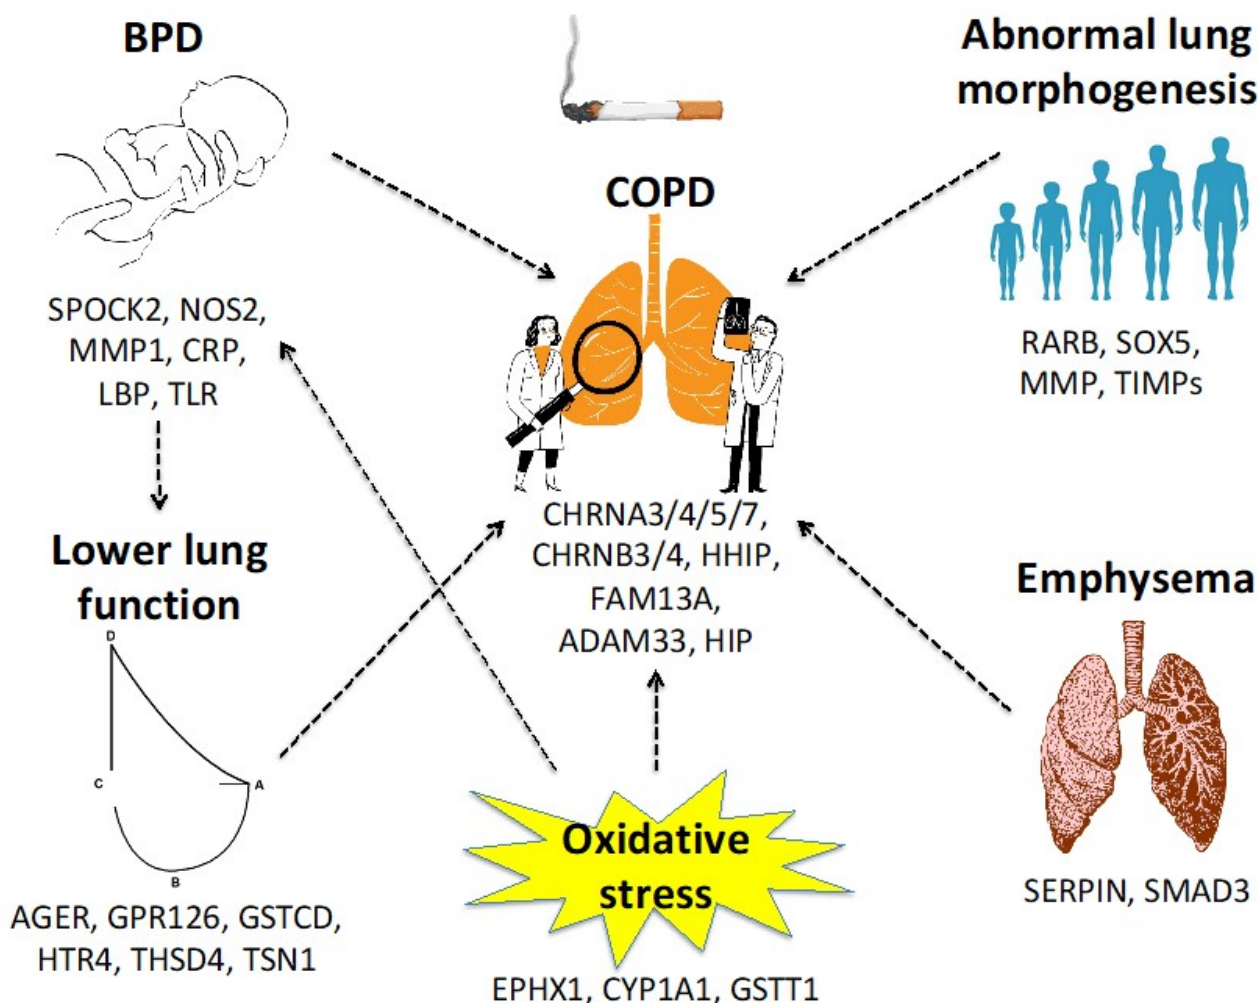 BPD
SPOCK2, NOS2,
MMP1, CRP,
LBP, TLR
Lower lung
function
D
C
A
B
AGER, GPR126, GSTCD,
HTR4, THSD4, TSN1
COPD
CHRNA3/4/5/7,
CHRNB3/4, HHIP,
FAM13A,
ADAM33, HIP
Oxidative
stress
EPHX1, CYP1A1, GSTT1
Abnormal lung
morphogenesis
RARB, SOX5,
MMP, TIMPs
Emphysema
SERPIN, SMAD3